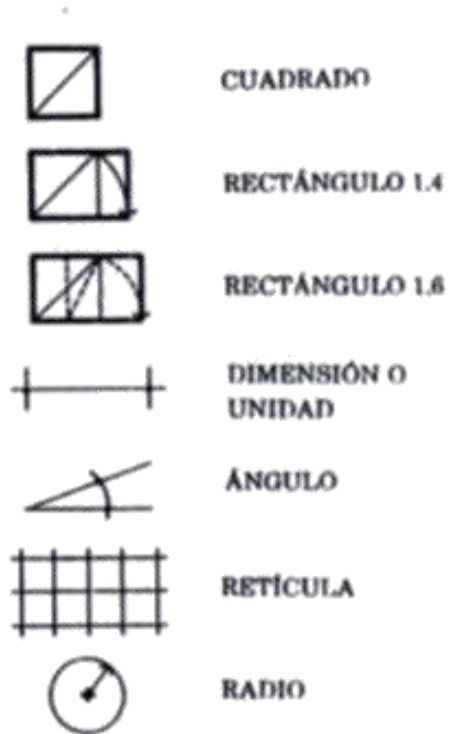 CUADRADO
RECTÁNGULO 1.4
RECTÁNGULO 1.6
DIMENSIÓN O
UNIDAD
ÁNGULO
RETÍCULA
RADIO